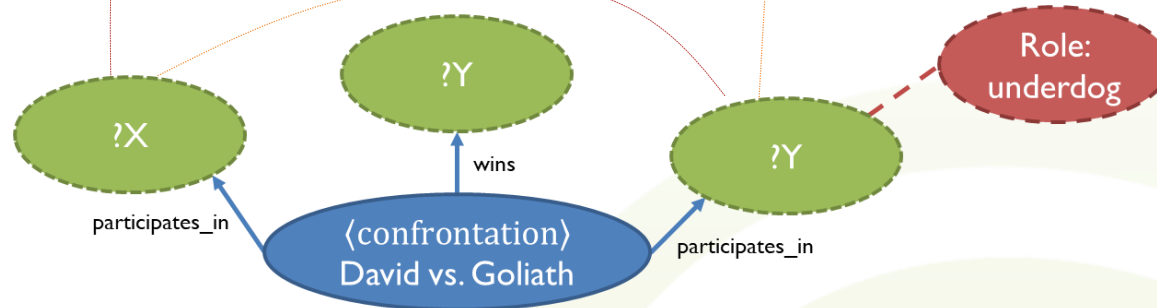 Role:
underdog
?Y
?X
?Y
wins
participates_in
participates_in
⟨confrontation⟩
David vs. Goliath